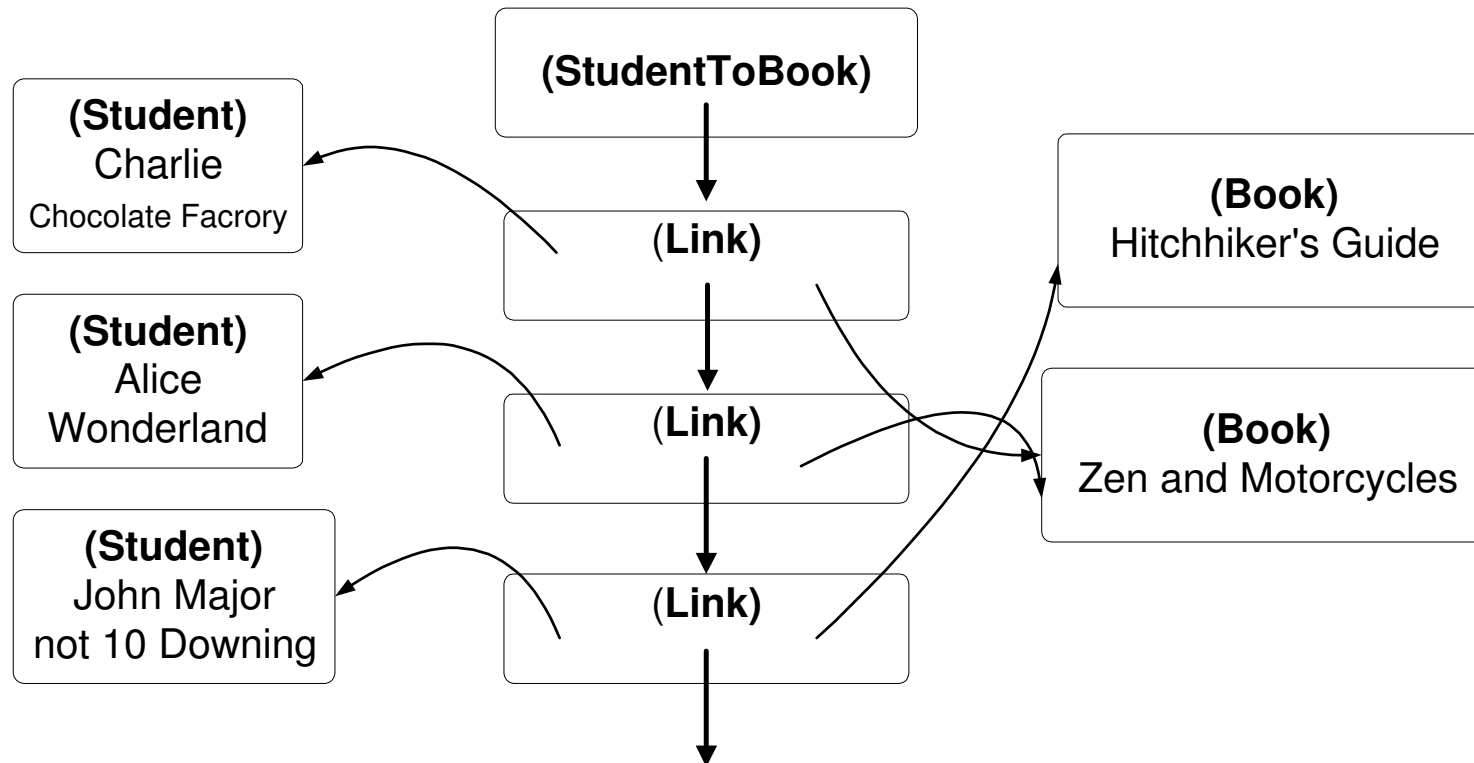 (StudentToBook)
(Student)
Charlie
Chocolate Facrory
(Link)
(Book)
Hitchhiker's Guide
(Student)
Alice
Wonderland
(Link)
(Book)
Zen and Motorcycles
(Student)
John Major
not 10 Downing
(Link)